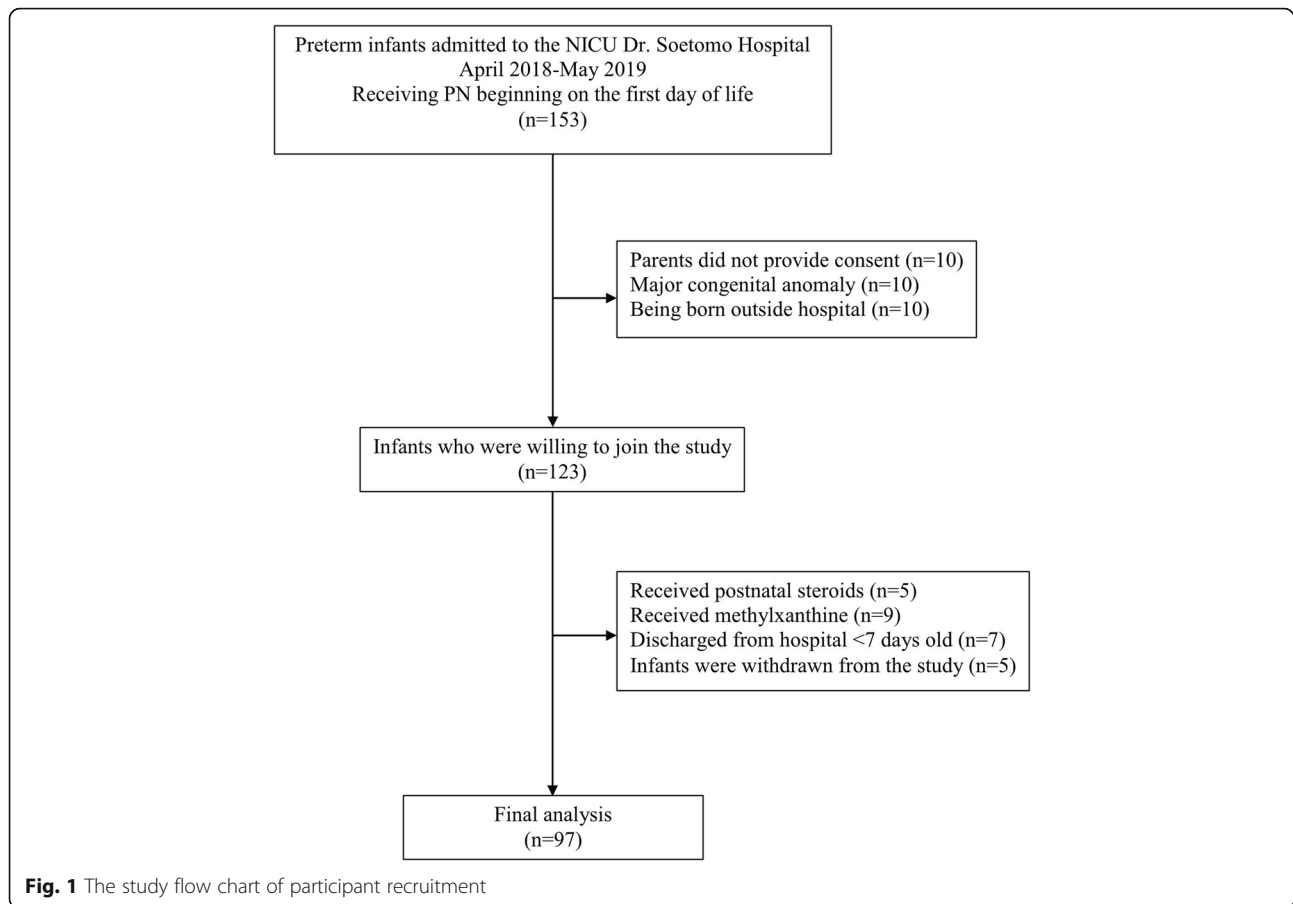 Preterm infants admitted to the NICU Dr. Soetomo Hospital
April 2018-May 2019
Receiving PN beginning on the first day of life
(n=153)
Parents did not provide consent (n=10)
Major congenital anomaly (n=10)
Being born outside hospital (n=10)
Infants who were willing to join the study
(n=123)
Received postnatal steroids (n=5)
Received methylxanthine (n=9)
Discharged from hospital <7 days old (n=7)
Infants were withdrawn from the study (n=5)
Final analysis
(n=97)
Fig. 1 The study flow chart of participant recruitment